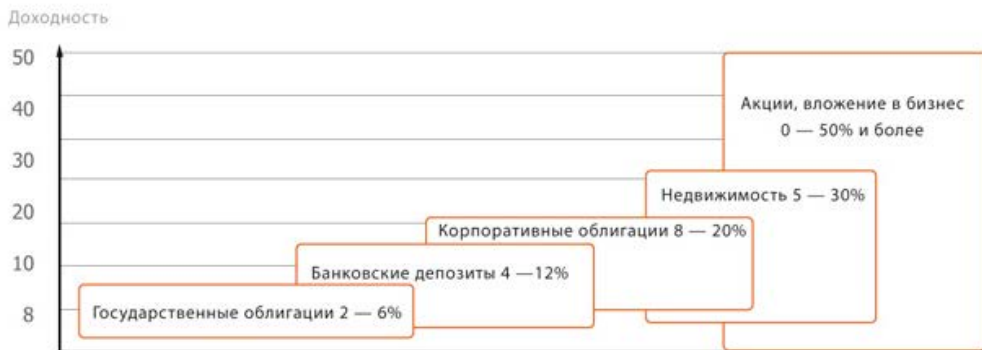 Доходность
50
40
30
20
10
8
Акции, вложение в бизнес
0 — 50% и более
Недвижимость 5 — 30%
Корпоративные облигации 8 — 20%
Банковские депозиты 4 —12%
Государственные облигации 2 — 6%